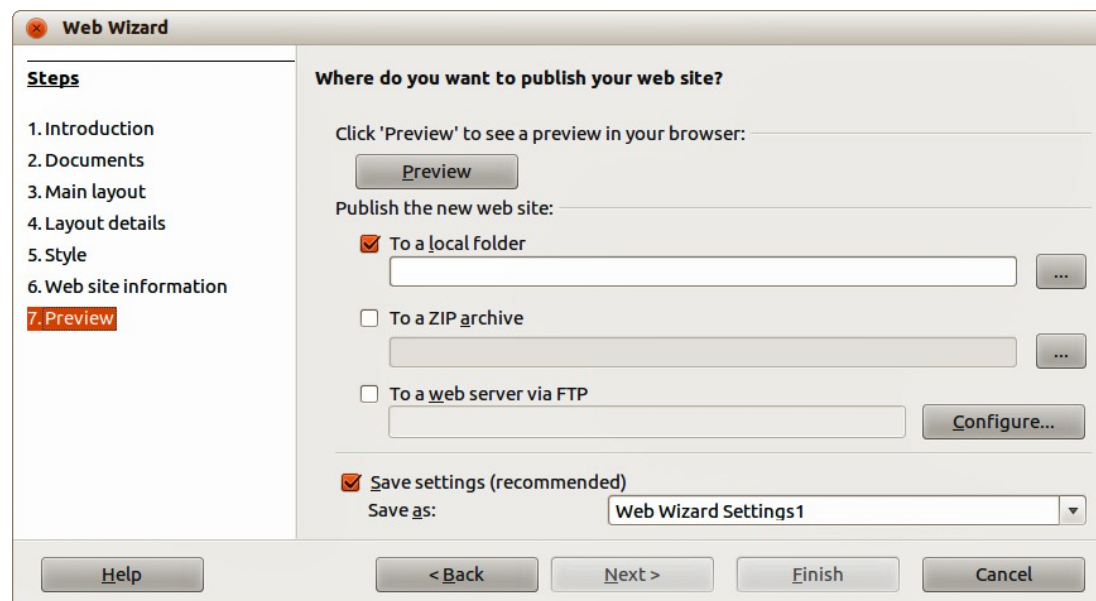 Web Wizard
Steps
1. Introduction
2. Documents
3. Main layout
4. Layout details
5. Style
6. Web site information
7. Preview
Where do you want to publish your web site?
Click 'Preview' to see a preview in your browser:
Preview
Publish the new web site:
To a local folder
...
To a ZIP archive
...
To a web server via FTP
Configure...
Save settings (recommended)
Save as:
Web Wizard Settings1
Help
< Back
Next >
Finish
Cancel